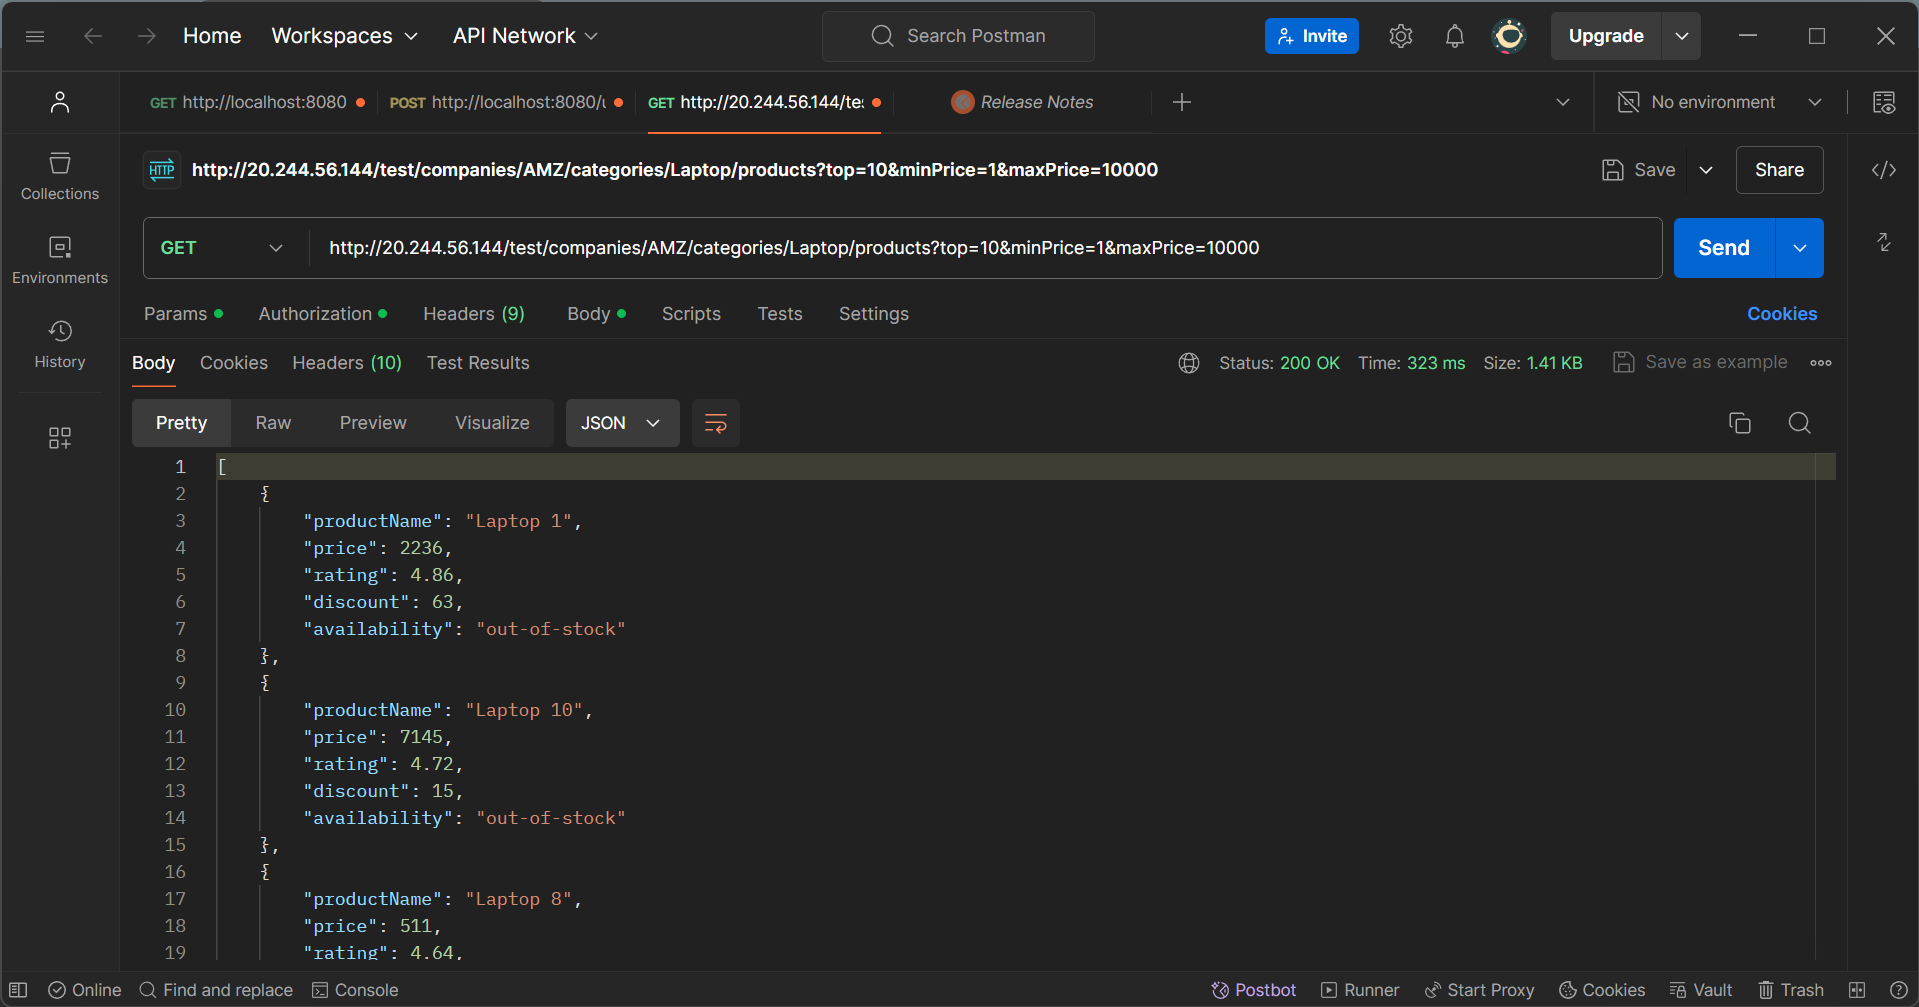 Home Workspaces API Network Search Postman Invite Upgrade
GET http://localhost:8080 POST http://localhost:8080/u GET http://20.244.56.144/tes Release Notes No environment
HTTP http://20.244.56.144/test/companies/AMZ/categories/Laptop/products?top=10&minPrice=1&maxPrice=10000 Save Share
Collections
GET http://20.244.56.144/test/companies/AMZ/categories/Laptop/products?top=10&minPrice=1&maxPrice=10000 Send
Environments
Params Authorization Headers (9) Body Scripts Tests Settings Cookies
History
Body Cookies Headers (10) Test Results Status: 200 OK Time: 323 ms Size: 1.41 KB Save as example
Pretty Raw Preview Visualize JSON
1 [
2 {
3 "productName": "Laptop 1",
4 "price": 2236,
5 "rating": 4.86,
6 "discount": 63,
7 "availability": "out-of-stock"
8 },
9 {
10 "productName": "Laptop 10",
11 "price": 7145,
12 "rating": 4.72,
13 "discount": 15,
14 "availability": "out-of-stock"
15 },
16 {
17 "productName": "Laptop 8",
18 "price": 511,
19 "rating": 4.64,
Online Find and replace Console Postbot Runner Start Proxy Cookies Vault Trash